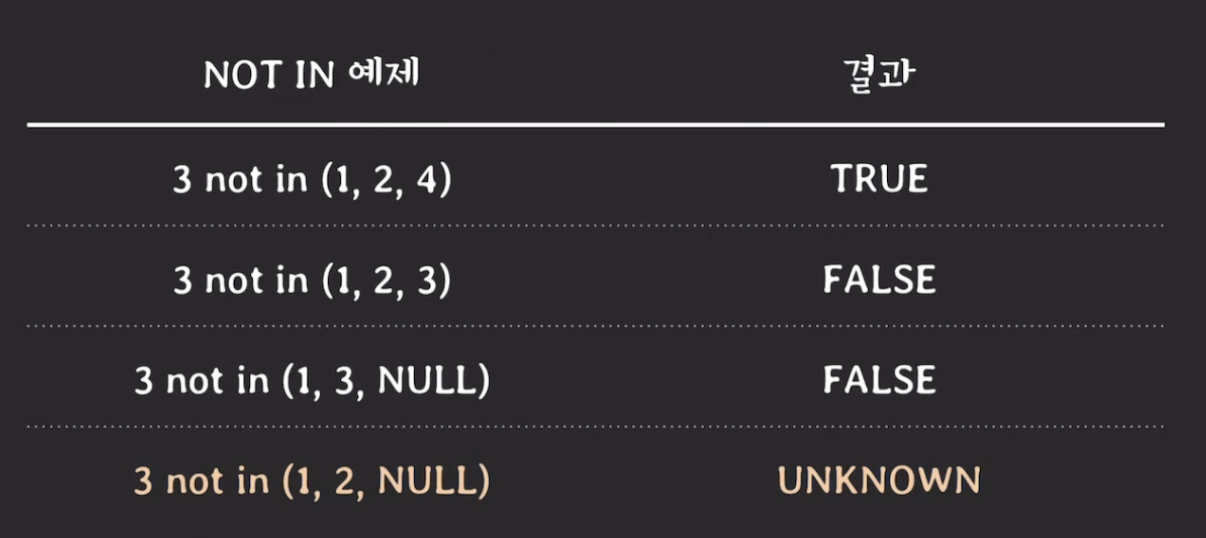 NOT IN 예제 결과
3 not in (1, 2, 4) TRUE
3 not in (1, 2, 3) FALSE
3 not in (1, 3, NULL) FALSE
3 not in (1, 2, NULL) UNKNOWN